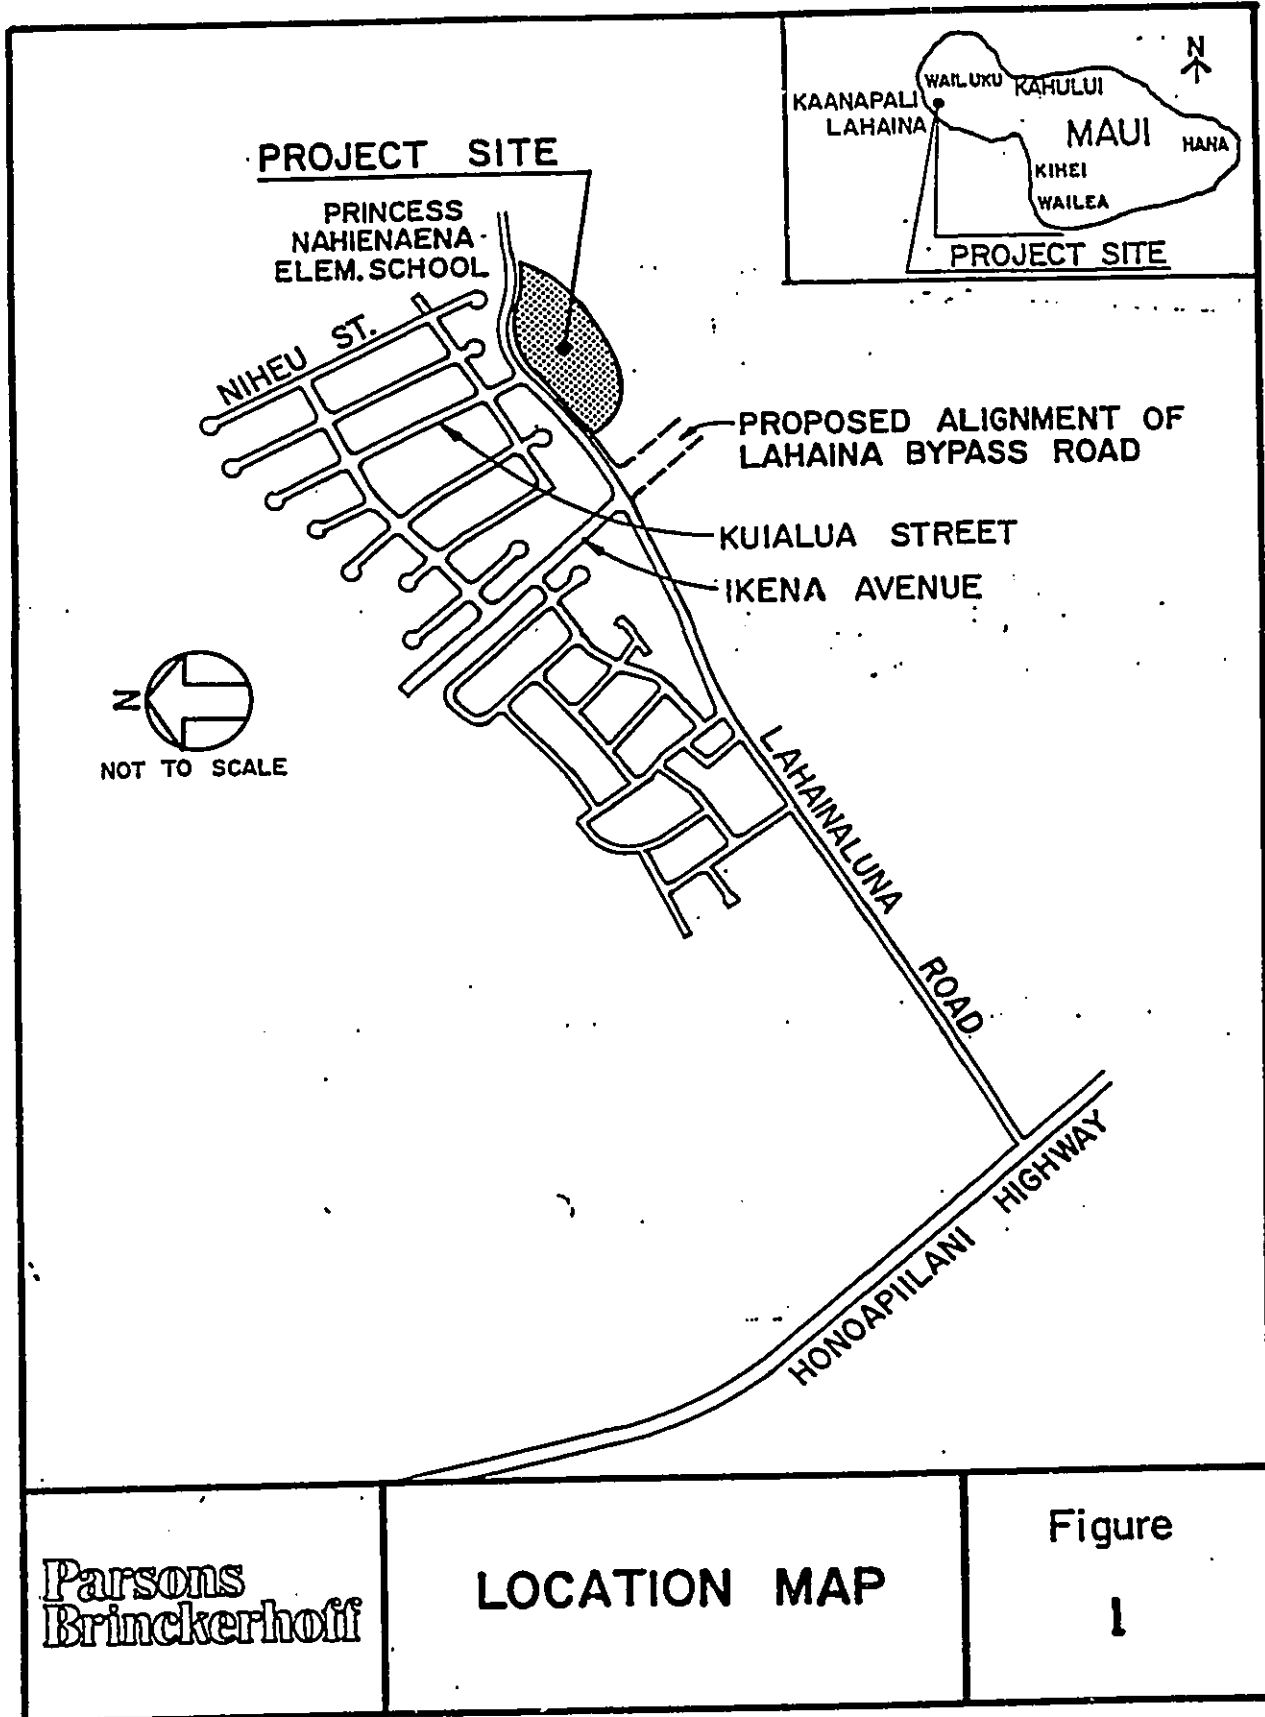 N
WAILUKU
KAHULUI
KAANAPALI
LAHAINA
MAUI
HANA
KIHEI
WAILEA
PROJECT SITE
PROJECT SITE
PRINCESS
NAHIENAENA
ELEM. SCHOOL
NIHEU ST.
PROPOSED ALIGNMENT OF
LAHAINA BYPASS ROAD
KUIALUA STREET
IKENA AVENUE
N
NOT TO SCALE
LAHAINALUNA ROAD
HONOAPIILANI HIGHWAY
Parsons
Brinckerhoff
LOCATION MAP
Figure
1